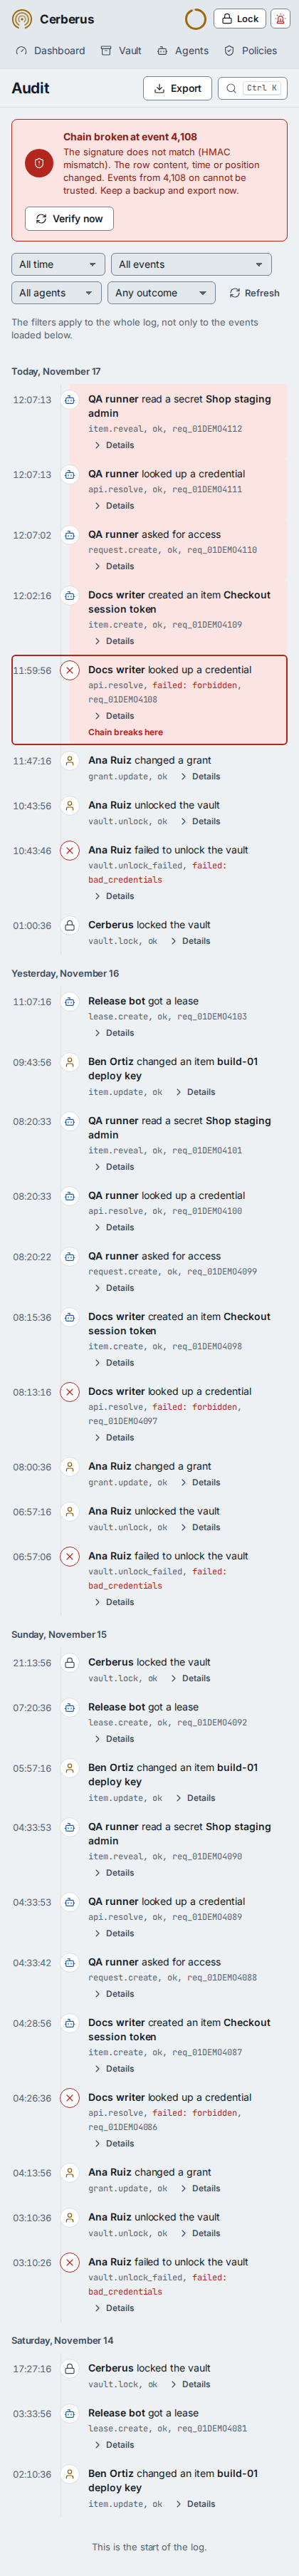 Cerberus
Lock
Dashboard
Vault
Agents
Policies
Audit
Export
Ctrl K
Chain broken at event 4,108
The signature does not match (HMAC
mismatch). The row content, time or position
changed. Events from 4,108 on cannot be
trusted. Keep a backup and export now.
Verify now
All time
All events
All agents
Any outcome
Refresh
The filters apply to the whole log, not only to the events
loaded below.
Today, November 17
12:07:13
QA runner read a secret Shop staging
admin
item.reveal, ok, req_01DEMO4112
Details
12:07:13
QA runner looked up a credential
api.resolve, ok, req_01DEMO4111
Details
12:07:02
QA runner asked for access
request.create, ok, req_01DEMO4110
Details
12:02:16
Docs writer created an item Checkout
session token
item.create, ok, req_01DEMO4109
Details
11:59:56
Docs writer looked up a credential
api.resolve, failed: forbidden,
req_01DEMO4108
Details
Chain breaks here
11:47:16
Ana Ruiz changed a grant
grant.update, ok
Details
10:43:56
Ana Ruiz unlocked the vault
vault.unlock, ok
Details
10:43:46
Ana Ruiz failed to unlock the vault
vault.unlock_failed, failed:
bad_credentials
Details
01:00:36
Cerberus locked the vault
vault.lock, ok
Details
Yesterday, November 16
11:07:16
Release bot got a lease
lease.create, ok, req_01DEMO4103
Details
09:43:56
Ben Ortiz changed an item build-01
deploy key
item.update, ok
Details
08:20:33
QA runner read a secret Shop staging
admin
item.reveal, ok, req_01DEMO4101
Details
08:20:33
QA runner looked up a credential
api.resolve, ok, req_01DEMO4100
Details
08:20:22
QA runner asked for access
request.create, ok, req_01DEMO4099
Details
08:15:36
Docs writer created an item Checkout
session token
item.create, ok, req_01DEMO4098
Details
08:13:16
Docs writer looked up a credential
api.resolve, failed: forbidden,
req_01DEMO4097
Details
08:00:36
Ana Ruiz changed a grant
grant.update, ok
Details
06:57:16
Ana Ruiz unlocked the vault
vault.unlock, ok
Details
06:57:06
Ana Ruiz failed to unlock the vault
vault.unlock_failed, failed:
bad_credentials
Details
Sunday, November 15
21:13:56
Cerberus locked the vault
vault.lock, ok
Details
07:20:36
Release bot got a lease
lease.create, ok, req_01DEMO4092
Details
05:57:16
Ben Ortiz changed an item build-01
deploy key
item.update, ok
Details
04:33:53
QA runner read a secret Shop staging
admin
item.reveal, ok, req_01DEMO4090
Details
04:33:53
QA runner looked up a credential
api.resolve, ok, req_01DEMO4089
Details
04:33:42
QA runner asked for access
request.create, ok, req_01DEMO4088
Details
04:28:56
Docs writer created an item Checkout
session token
item.create, ok, req_01DEMO4087
Details
04:26:36
Docs writer looked up a credential
api.resolve, failed: forbidden,
req_01DEMO4086
Details
04:13:56
Ana Ruiz changed a grant
grant.update, ok
Details
03:10:36
Ana Ruiz unlocked the vault
vault.unlock, ok
Details
03:10:26
Ana Ruiz failed to unlock the vault
vault.unlock_failed, failed:
bad_credentials
Details
Saturday, November 14
17:27:16
Cerberus locked the vault
vault.lock, ok
Details
03:33:56
Release bot got a lease
lease.create, ok, req_01DEMO4081
Details
02:10:36
Ben Ortiz changed an item build-01
deploy key
item.update, ok
Details
This is the start of the log.